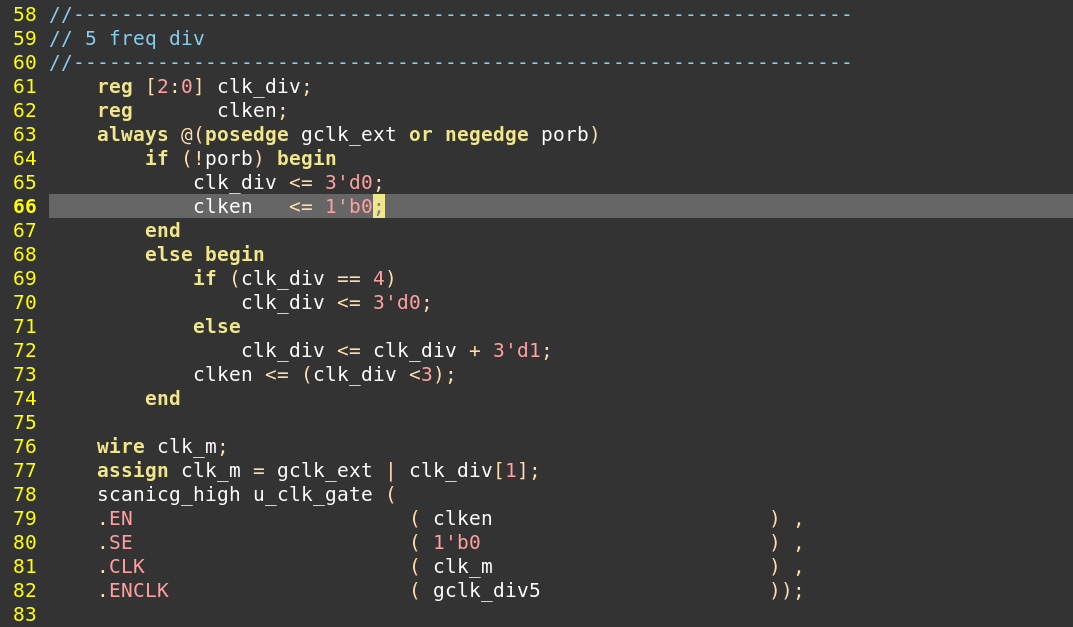 58 //-----------------------------------------------------------------
59 // 5 freq div
60 //-----------------------------------------------------------------
61     reg [2:0] clk_div;
62     reg       clken;
63     always @(posedge gclk_ext or negedge porb)
64         if (!porb) begin
65             clk_div <= 3'd0;
66             clken   <= 1'b0;
67         end
68         else begin
69             if (clk_div == 4)
70                 clk_div <= 3'd0;
71             else
72                 clk_div <= clk_div + 3'd1;
73             clken <= (clk_div <3);
74         end
75
76     wire clk_m;
77     assign clk_m = gclk_ext | clk_div[1];
78     scanicg_high u_clk_gate (
79     .EN                       ( clken                       ) ,
80     .SE                       ( 1'b0                        ) ,
81     .CLK                      ( clk_m                       ) ,
82     .ENCLK                    ( gclk_div5                   ));
83